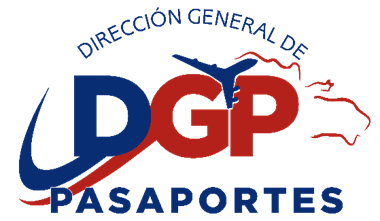 DIRECCIÓN GENERAL DE
DGP
PASAPORTES